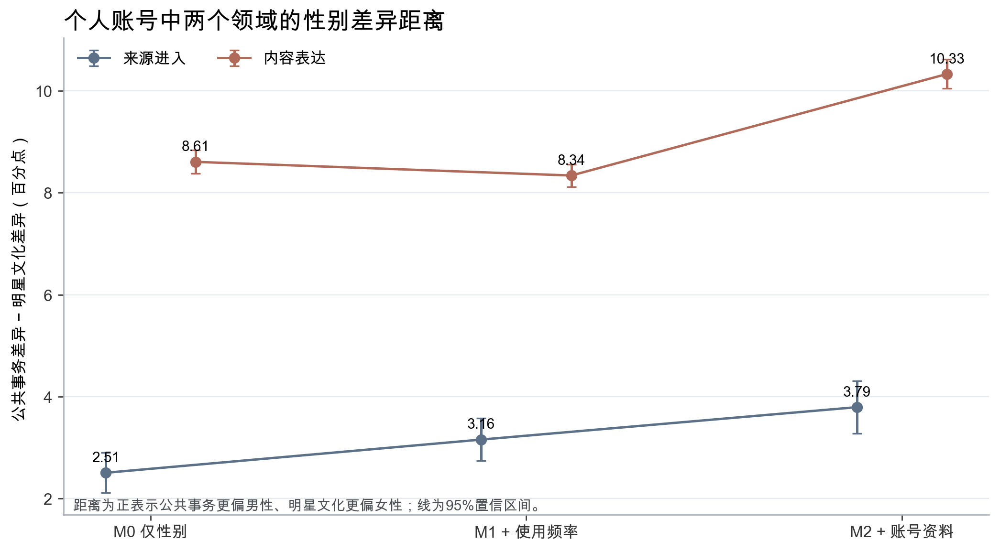 个人账号中两个领域的性别差异距离
来源进入
内容表达
公共事务差异 − 明星文化差异（百分点）
10
8
6
4
2
10.33
8.61
8.34
3.79
3.16
2.51
距离为正表示公共事务更偏男性、明星文化更偏女性；线为95%置信区间。
M0 仅性别
M1 + 使用频率
M2 + 账号资料